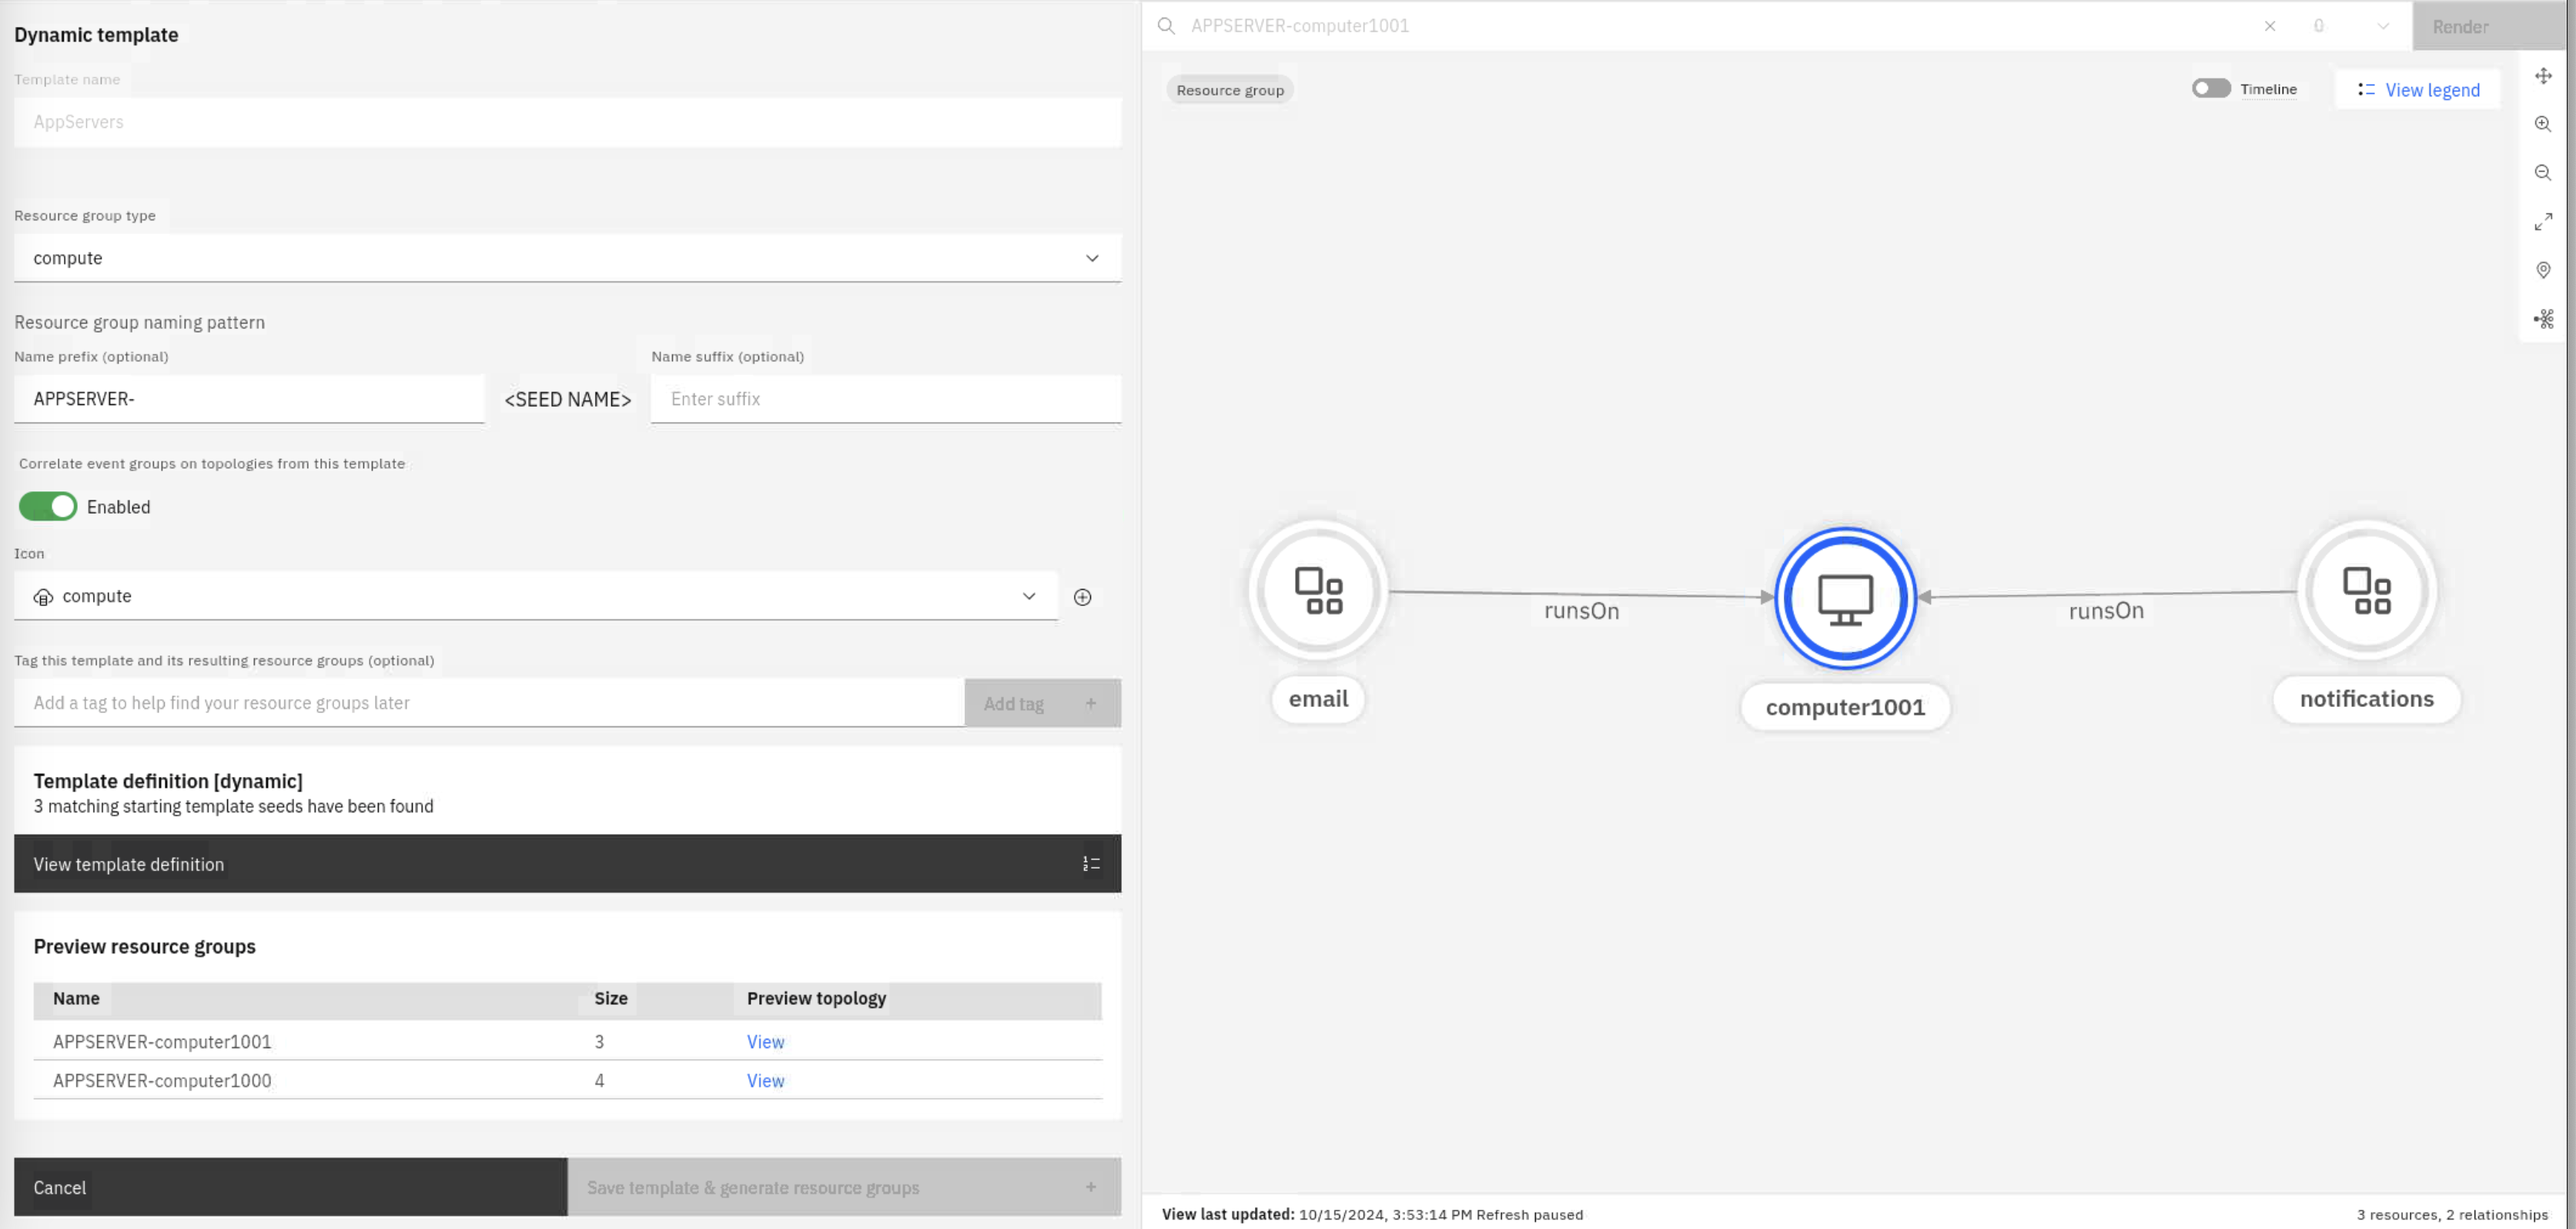 Dynamic template
Template name
AppServers
Resource group type
compute
Resource group naming pattern
Name prefix (optional)
Name suffix (optional)
APPSERVER-
<SEED NAME>
Enter suffix
Correlate event groups on topologies from this template
Enabled
Icon
compute
Tag this template and its resulting resource groups (optional)
Add a tag to help find your resource groups later
Add tag +
Template definition [dynamic]
3 matching starting template seeds have been found
View template definition
Preview resource groups
Name Size Preview topology
APPSERVER-computer1001 3 View
APPSERVER-computer1000 4 View
Cancel
Save template & generate resource groups +
APPSERVER-computer1001
0
Render
Resource group
Timeline
View legend
runsOn
runsOn
email
computer1001
notifications
View last updated: 10/15/2024, 3:53:14 PM Refresh paused
3 resources, 2 relationships